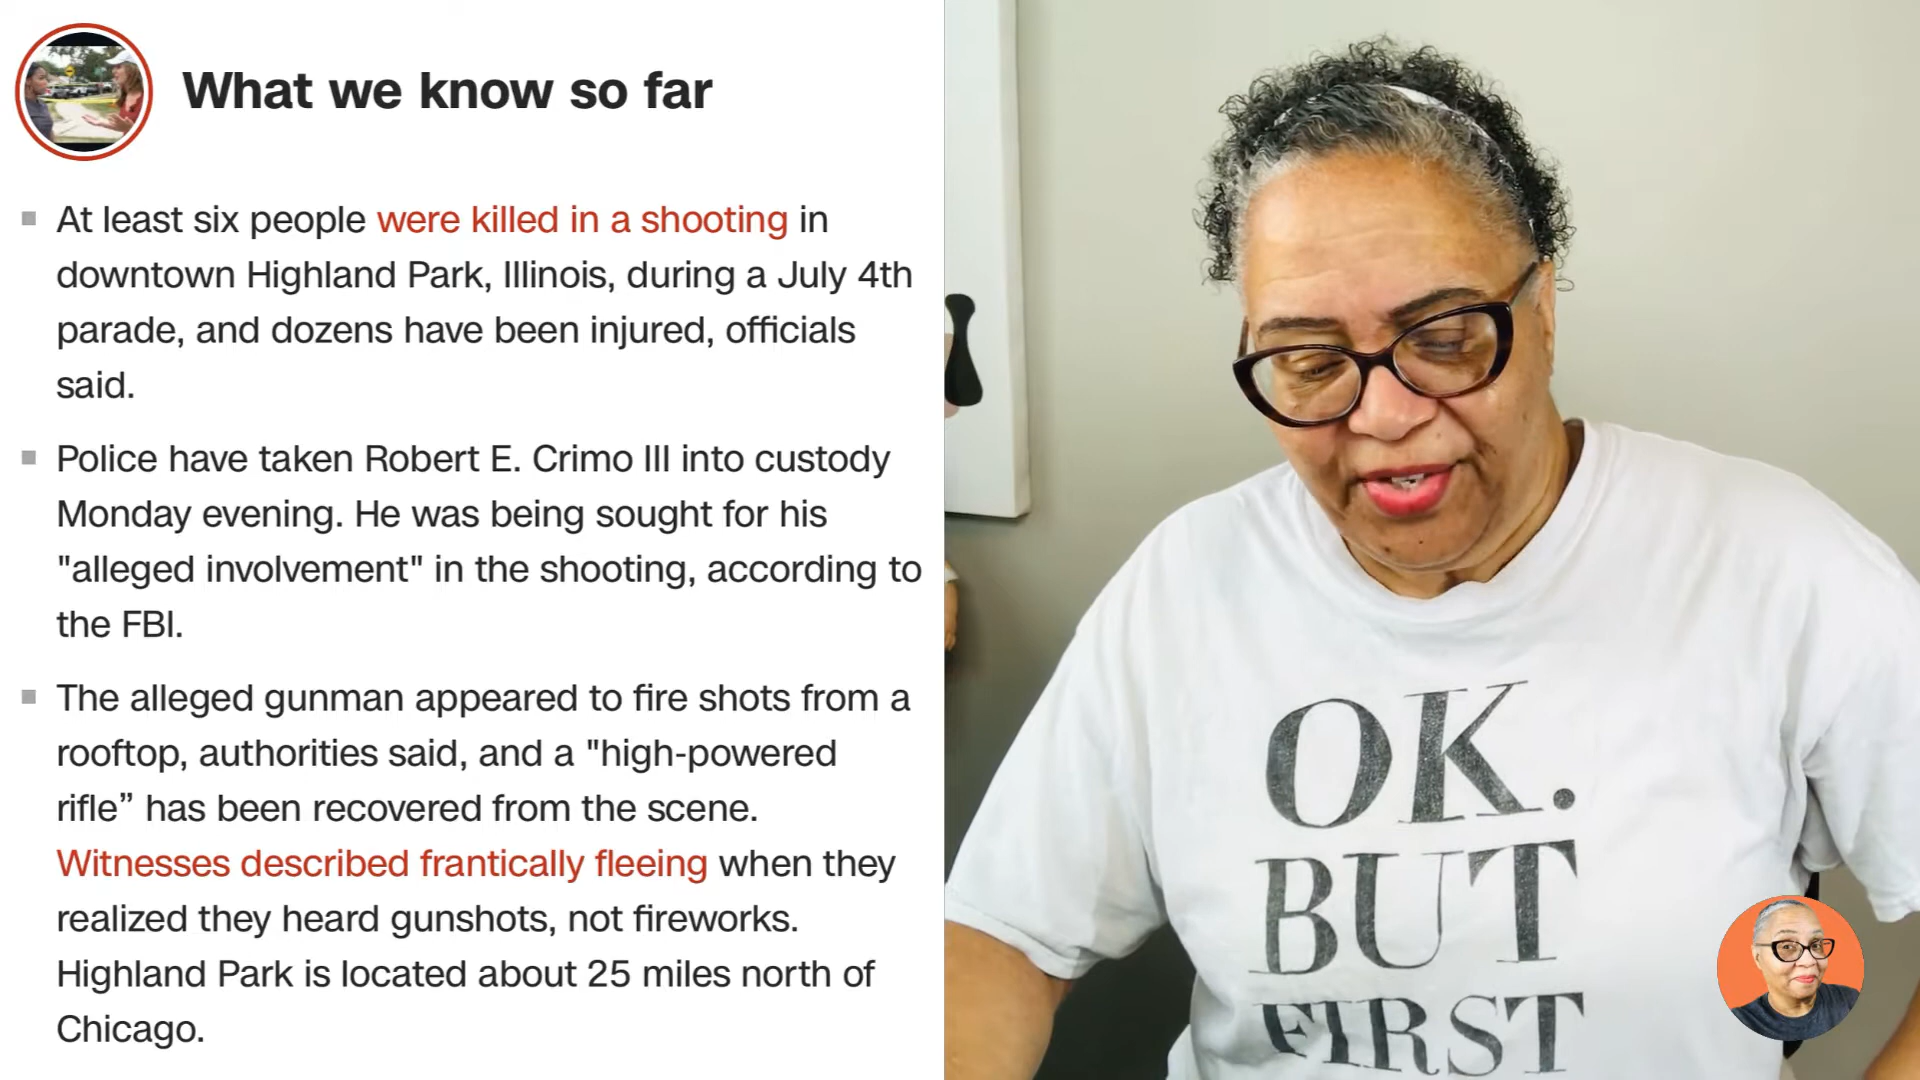 What we know so far
At least six people were killed in a shooting in
downtown Highland Park, Illinois, during a July 4th
parade, and dozens have been injured, officials
said.
Police have taken Robert E. Crimo III into custody
Monday evening. He was being sought for his
"alleged involvement" in the shooting, according to
the FBI.
The alleged gunman appeared to fire shots from a
rooftop, authorities said, and a "high-powered
rifle” has been recovered from the scene.
Witnesses described frantically fleeing when they
realized they heard gunshots, not fireworks.
Highland Park is located about 25 miles north of
Chicago.
OK.
BUT
FIRST